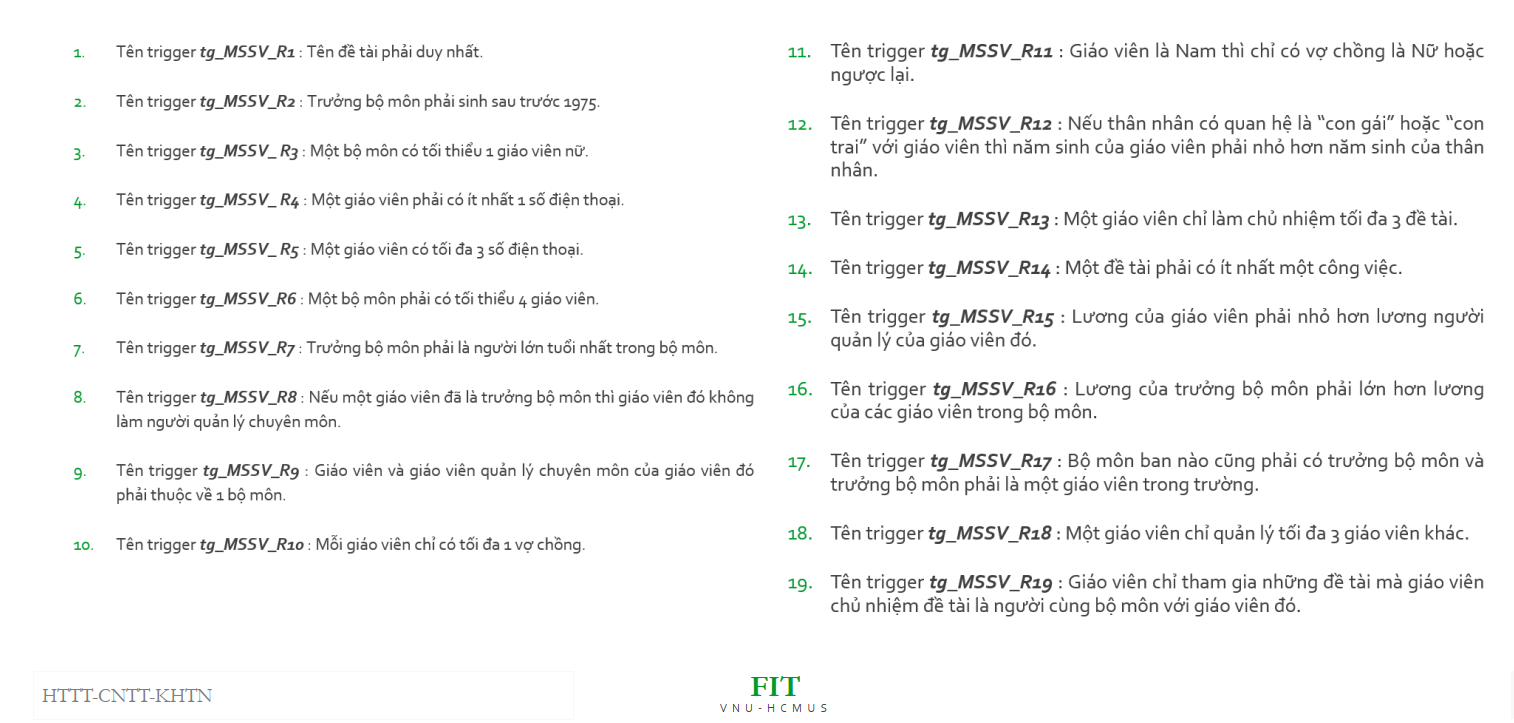 1. Tên trigger tg_MSSV_R1 : Tên đề tài phải duy nhất.
2. Tên trigger tg_MSSV_R2 : Trưởng bộ môn phải sinh sau trước 1975.
3. Tên trigger tg_MSSV_ R3 : Một bộ môn có tối thiểu 1 giáo viên nữ.
4. Tên trigger tg_MSSV_ R4 : Một giáo viên phải có ít nhất 1 số điện thoại.
5. Tên trigger tg_MSSV_ R5 : Một giáo viên có tối đa 3 số điện thoại.
6. Tên trigger tg_MSSV_R6 : Một bộ môn phải có tối thiểu 4 giáo viên.
7. Tên trigger tg_MSSV_R7 : Trưởng bộ môn phải là người lớn tuổi nhất trong bộ môn.
8. Tên trigger tg_MSSV_R8 : Nếu một giáo viên đã là trưởng bộ môn thì giáo viên đó không
làm người quản lý chuyên môn.
9. Tên trigger tg_MSSV_R9 : Giáo viên và giáo viên quản lý chuyên môn của giáo viên đó
phải thuộc về 1 bộ môn.
10. Tên trigger tg_MSSV_R10 : Mỗi giáo viên chỉ có tối đa 1 vợ chồng.
11. Tên trigger tg_MSSV_R11 : Giáo viên là Nam thì chỉ có vợ chồng là Nữ hoặc
ngược lại.
12. Tên trigger tg_MSSV_R12 : Nếu thân nhân có quan hệ là “con gái” hoặc “con
trai” với giáo viên thì năm sinh của giáo viên phải nhỏ hơn năm sinh của thân
nhân.
13. Tên trigger tg_MSSV_R13 : Một giáo viên chỉ làm chủ nhiệm tối đa 3 đề tài.
14. Tên trigger tg_MSSV_R14 : Một đề tài phải có ít nhất một công việc.
15. Tên trigger tg_MSSV_R15 : Lương của giáo viên phải nhỏ hơn lương người
quản lý của giáo viên đó.
16. Tên trigger tg_MSSV_R16 : Lương của trưởng bộ môn phải lớn hơn lương
của các giáo viên trong bộ môn.
17. Tên trigger tg_MSSV_R17 : Bộ môn ban nào cũng phải có trưởng bộ môn và
trưởng bộ môn phải là một giáo viên trong trường.
18. Tên trigger tg_MSSV_R18 : Một giáo viên chỉ quản lý tối đa 3 giáo viên khác.
19. Tên trigger tg_MSSV_R19 : Giáo viên chỉ tham gia những đề tài mà giáo viên
chủ nhiệm đề tài là người cùng bộ môn với giáo viên đó.
HTTT-CNTT-KHTN
FIT
VNU-HCMUS